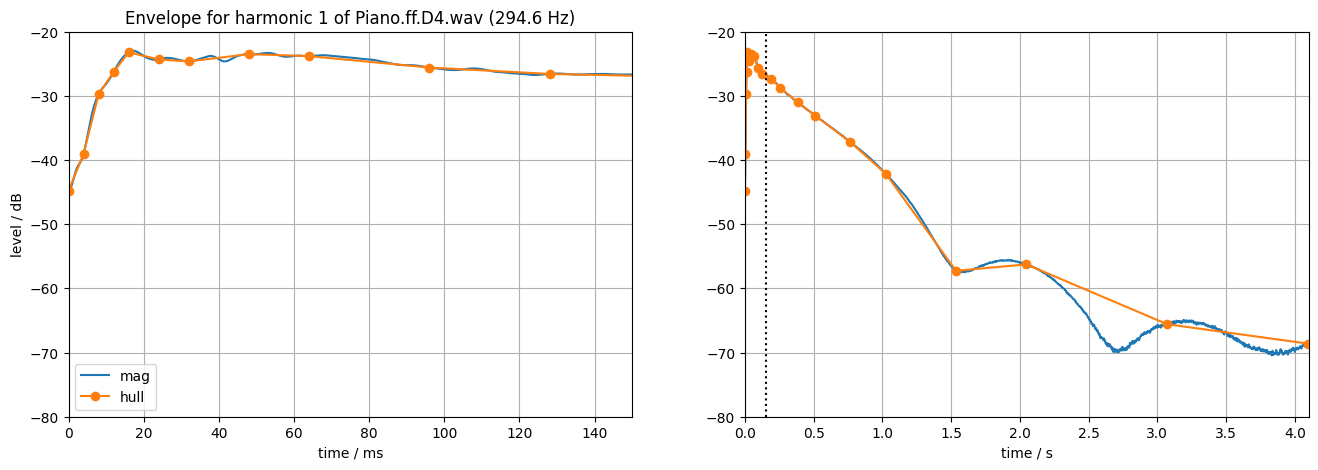 Envelope for harmonic 1 of Piano.ff.D4.wav (294.6 Hz)
level / dB
−20
−30
−40
−50
−60
−70
−80
mag
hull
0 20 40 60 80 100 120 140
time / ms
−20
−30
−40
−50
−60
−70
−80
0.0 0.5 1.0 1.5 2.0 2.5 3.0 3.5 4.0
time / s